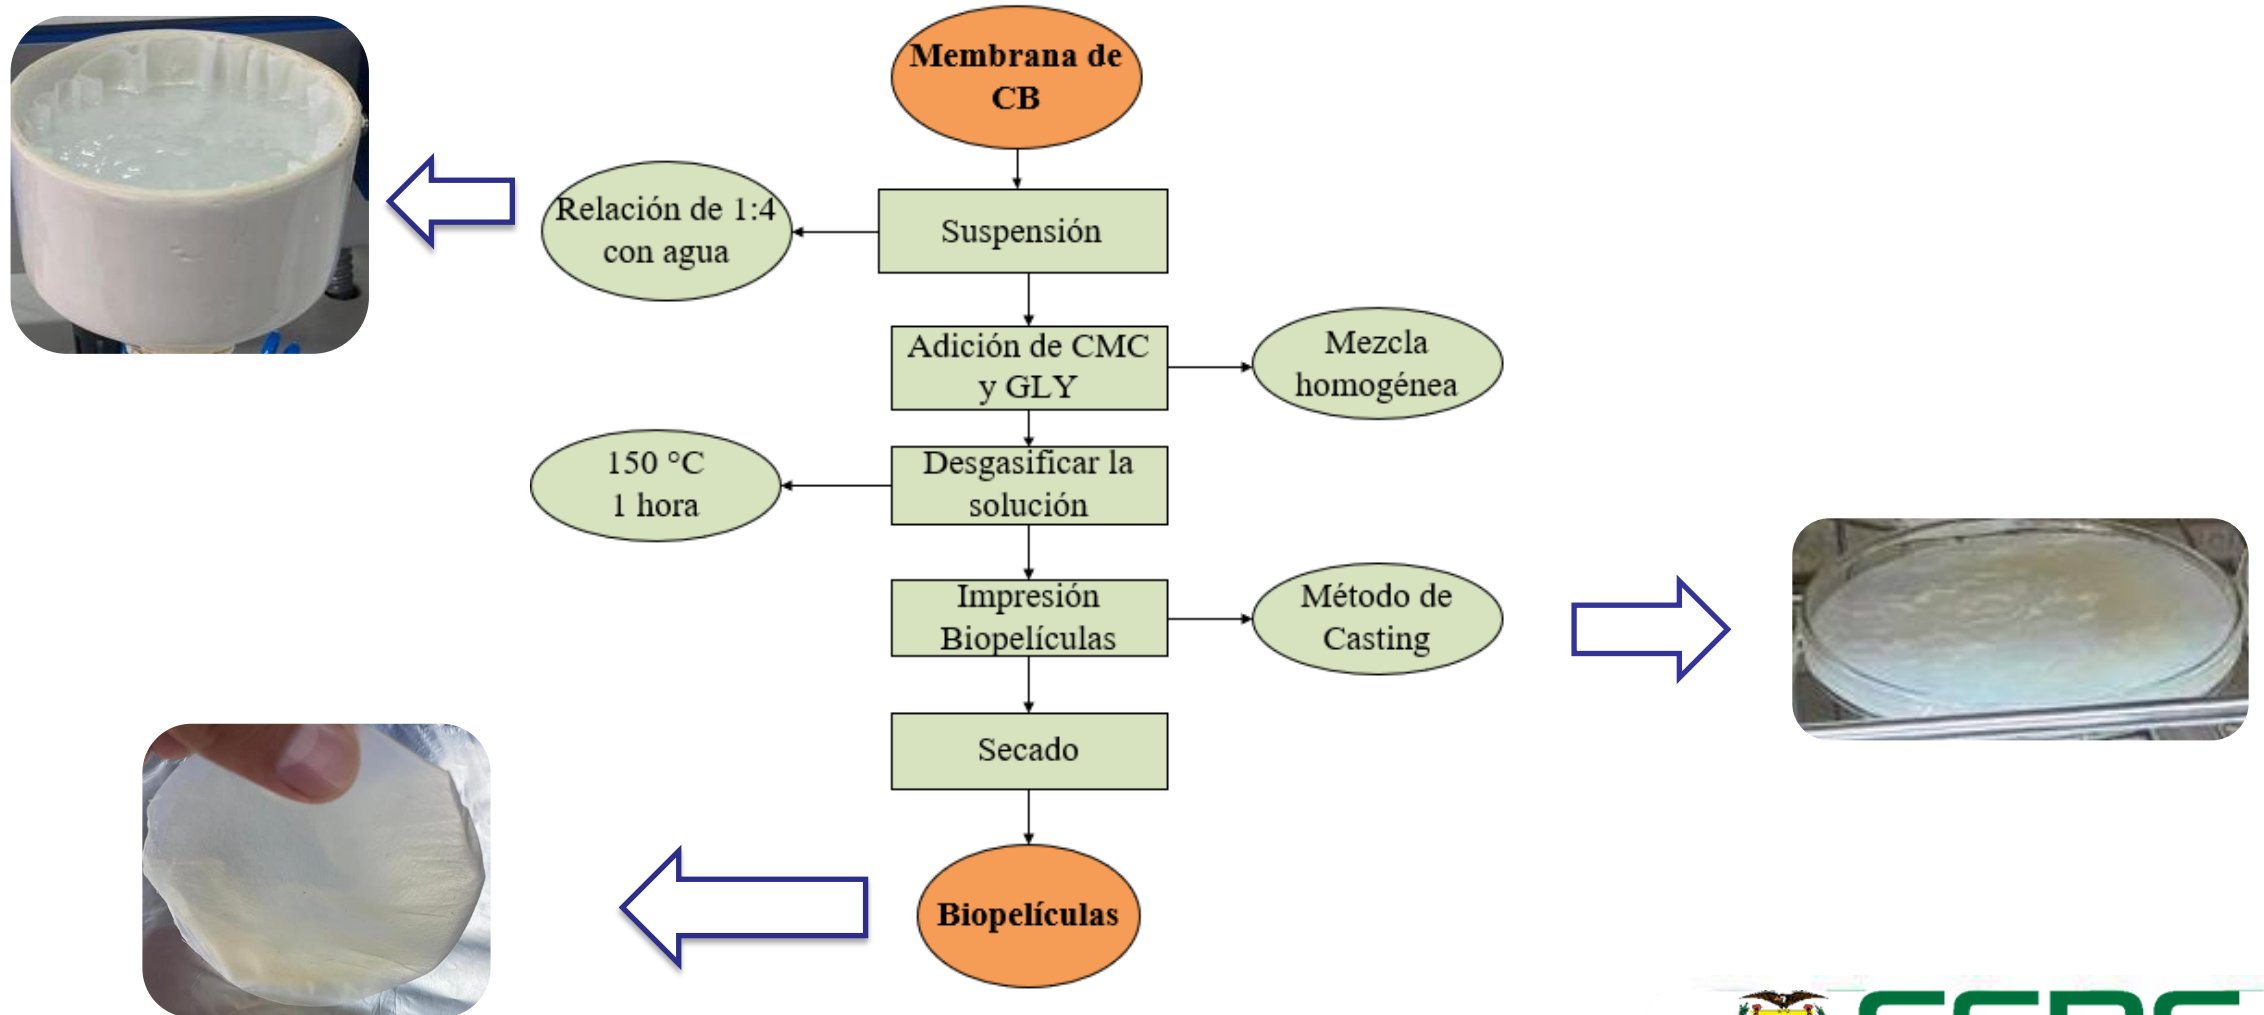 Membrana de
CB
Relación de 1:4
con agua
Suspensión
Adición de CMC
y GLY
Mezcla
homogénea
150 °C
1 hora
Desgasificar la
solución
Impresión
Biopelículas
Método de
Casting
Secado
Biopelículas